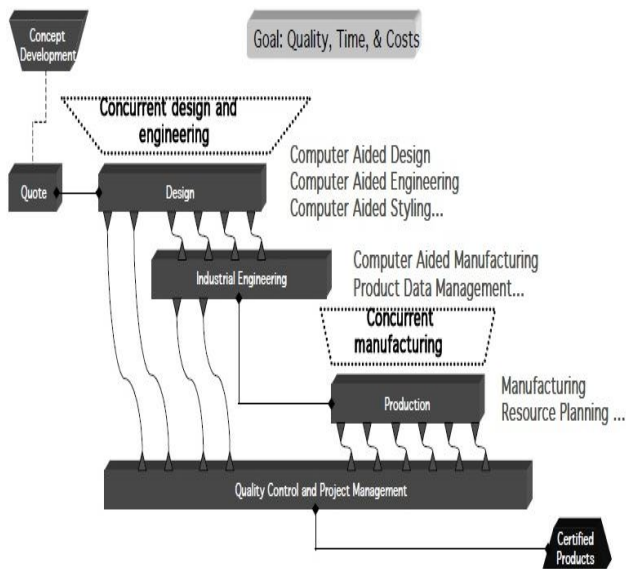 Concept
Development
Goal: Quality, Time, & Costs
Concurrent design and
engineering
Quote
Design
Computer Aided Design
Computer Aided Engineering
Computer Aided Styling...
Industrial Engineering
Computer Aided Manufacturing
Product Data Management...
Concurrent
manufacturing
Production
Manufacturing
Resource Planning ...
Quality Control and Project Management
Certified
Products